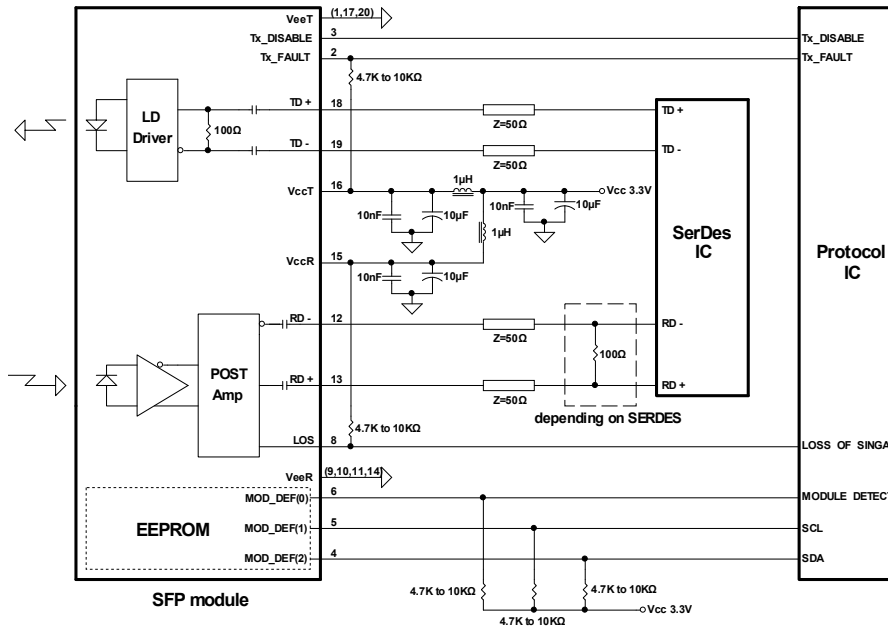 VeeT (1,17,20)
Tx_DISABLE 3 Tx_DISABLE
Tx_FAULT 2 Tx_FAULT
4.7K to 10KΩ
LD
Driver
100Ω
TD + 18 TD +
Z=50Ω
TD - 19 TD -
Z=50Ω
1µH
VccT 16 Vcc 3.3V
10nF 10µF 10nF 10µF
1µH
SerDes
IC
Protocol
IC
VccR 15
10nF 10µF
RD - 12 RD -
Z=50Ω
100Ω
POST
Amp
RD + 13 RD +
Z=50Ω
depending on SERDES
4.7K to 10KΩ
LOS 8 LOSS OF SINGA
VeeR (9,10,11,14)
EEPROM
MOD_DEF(0) 6 MODULE DETECT
MOD_DEF(1) 5 SCL
MOD_DEF(2) 4 SDA
4.7K to 10KΩ 4.7K to 10KΩ
4.7K to 10KΩ
Vcc 3.3V
SFP module